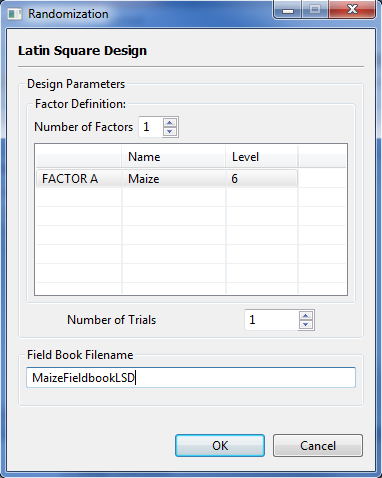 Randomization
Latin Square Design
Design Parameters
Factor Definition:
Number of Factors 1
Name Level
FACTOR A Maize 6
Number of Trials 1
Field Book Filename
MaizeFieldbookLSD
OK Cancel